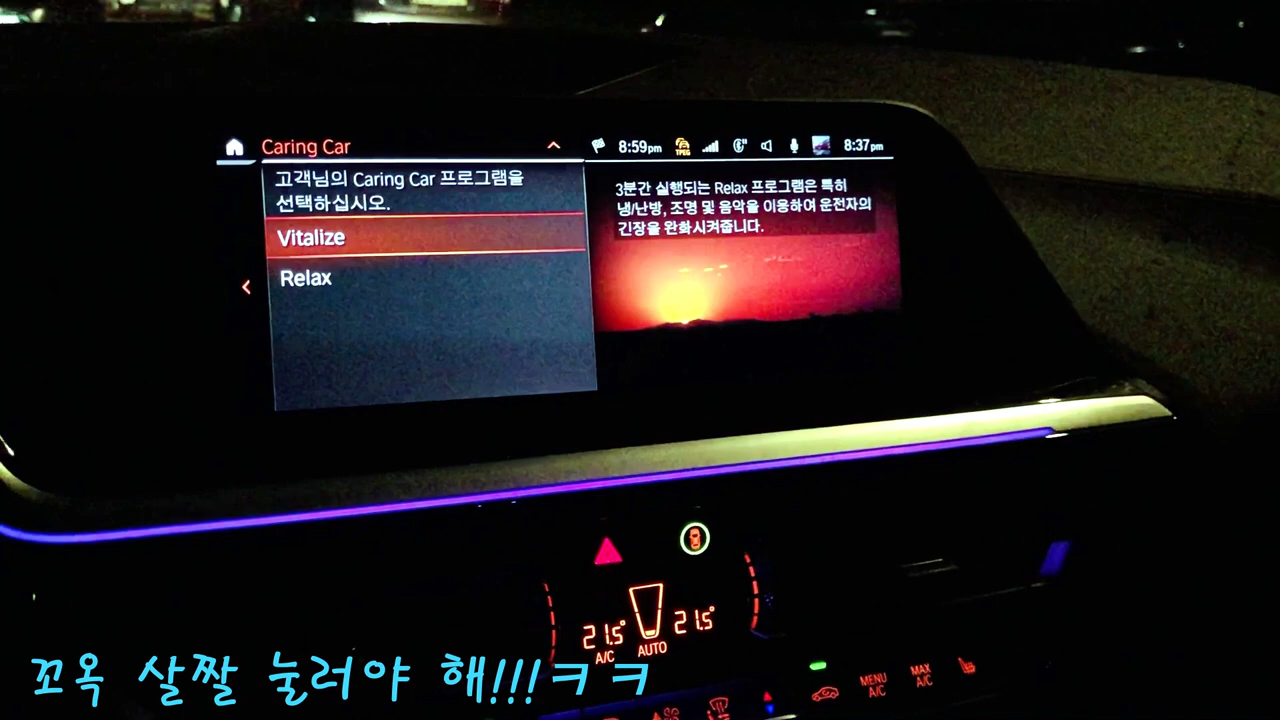 Caring Car
8:59pm
TPEG
8:37pm
고객님의 Caring Car 프로그램을
선택하십시오.
Vitalize
Relax
3분간 실행되는 Relax 프로그램은 특히
냉/난방, 조명 및 음악을 이용하여 운전자의
긴장을 완화시켜줍니다.
21.5°
21.5°
A/C
AUTO
MENU
A/C
MAX
A/C
꼬옥 살짤 눌러야 해!!!ㅋㅋ